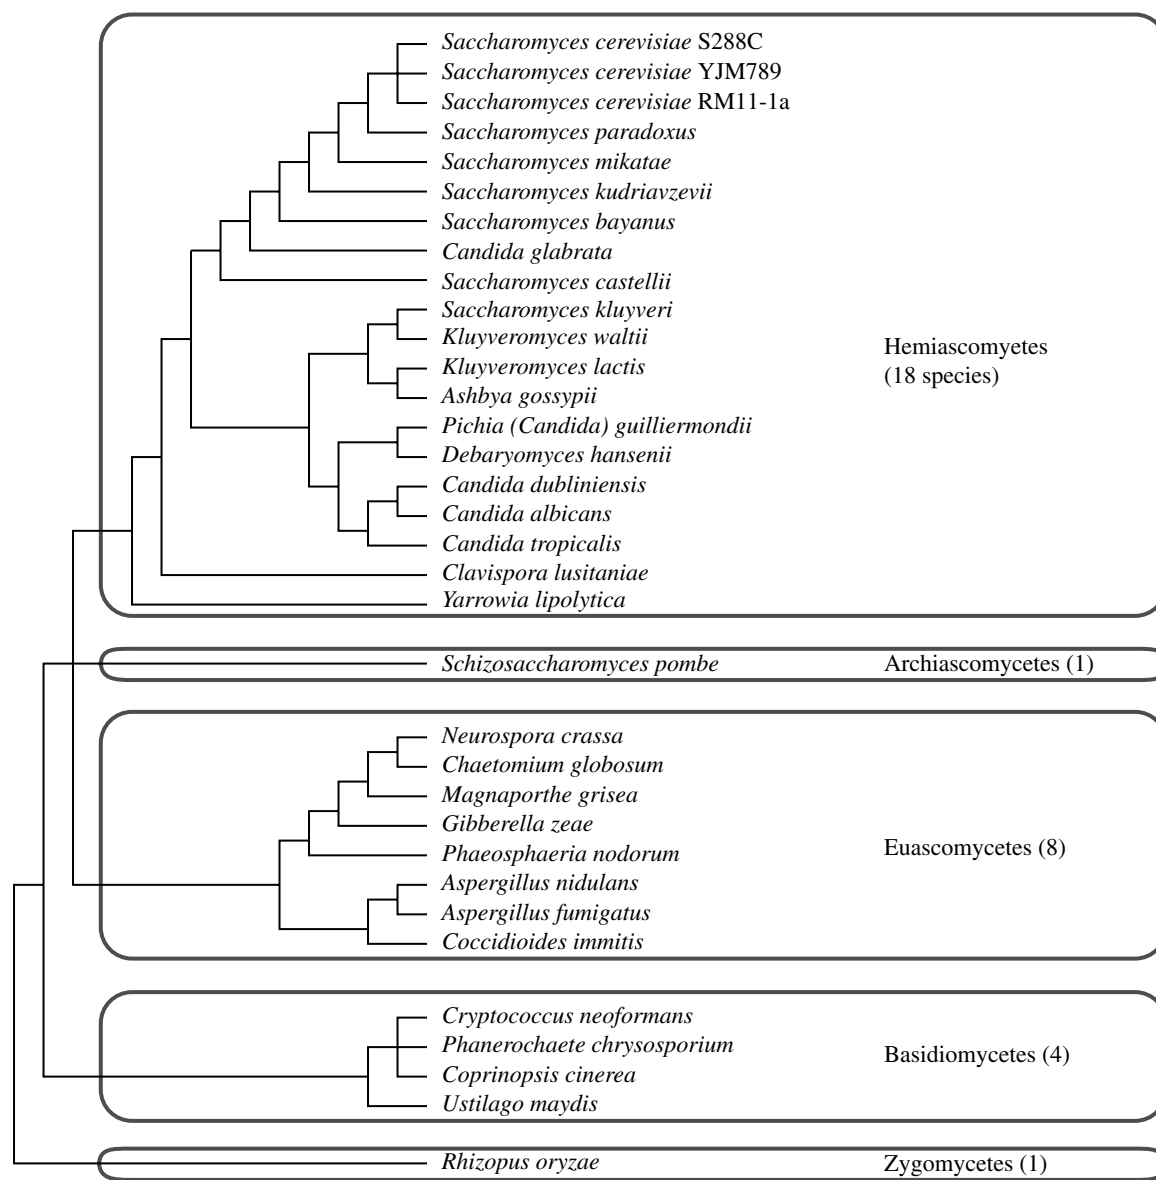 Saccharomyces cerevisiae S288C
Saccharomyces cerevisiae YJM789
Saccharomyces cerevisiae RM11-1a
Saccharomyces paradoxus
Saccharomyces mikatae
Saccharomyces kudriavzevii
Saccharomyces bayanus
Candida glabrata
Saccharomyces castellii
Saccharomyces kluyveri
Kluyveromyces waltii
Kluyveromyces lactis
Ashbya gossypii
Pichia (Candida) guilliermondii
Debaryomyces hansenii
Candida dubliniensis
Candida albicans
Candida tropicalis
Clavispora lusitaniae
Yarrowia lipolytica
Hemiascomyetes
(18 species)
Schizosaccharomyces pombe
Archiascomycetes (1)
Neurospora crassa
Chaetomium globosum
Magnaporthe grisea
Gibberella zeae
Phaeosphaeria nodorum
Aspergillus nidulans
Aspergillus fumigatus
Coccidioides immitis
Euascomycetes (8)
Cryptococcus neoformans
Phanerochaete chrysosporium
Coprinopsis cinerea
Ustilago maydis
Basidiomycetes (4)
Rhizopus oryzae
Zygomycetes (1)